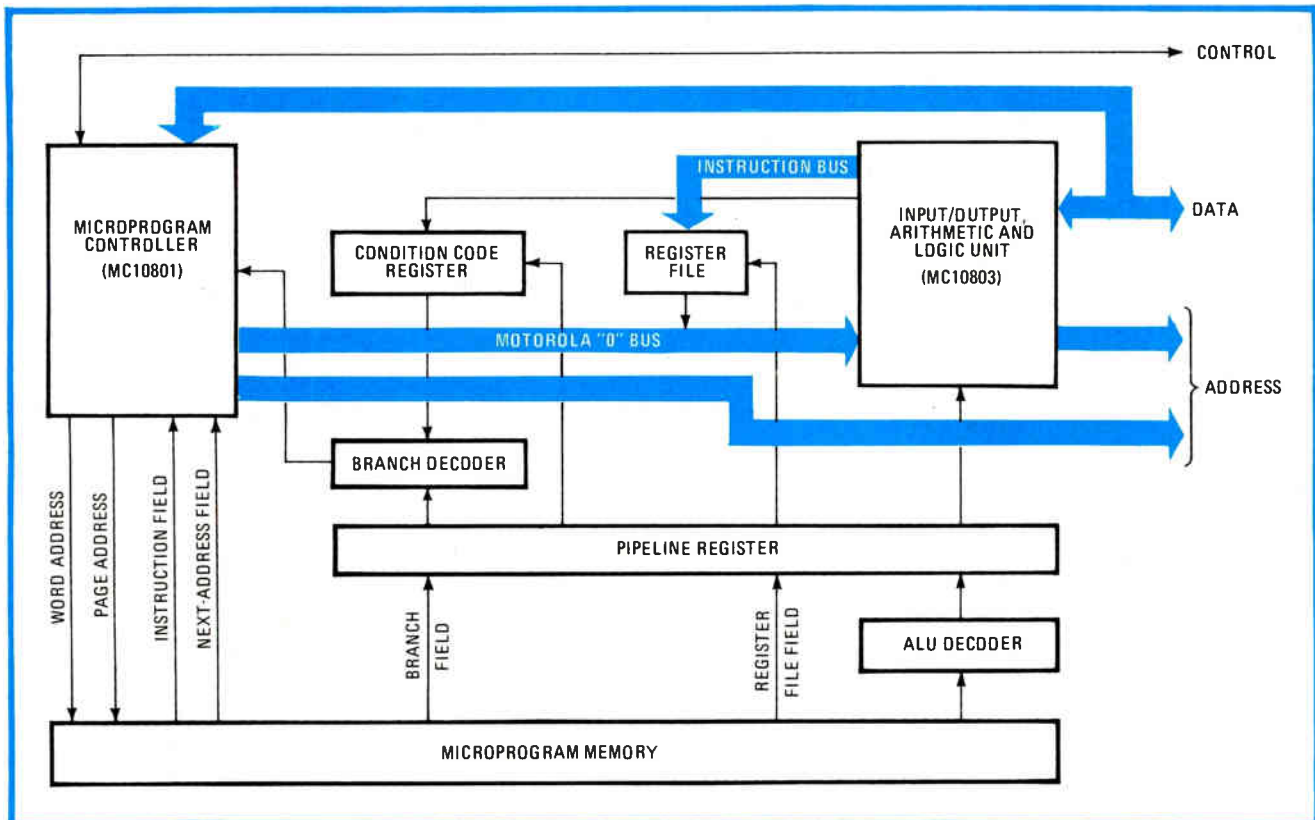 CONTROL
INSTRUCTION BUS
MICROPROGRAM
CONTROLLER
(MC10801)
CONDITION CODE
REGISTER
REGISTER
FILE
INPUT/OUTPUT,
ARITHMETIC AND
LOGIC UNIT
(MC10803)
DATA
MOTOROLA "0" BUS
ADDRESS
BRANCH DECODER
PIPELINE REGISTER
WORD ADDRESS
PAGE ADDRESS
INSTRUCTION FIELD
NEXT-ADDRESS FIELD
BRANCH
FIELD
REGISTER
FILE FIELD
ALU DECODER
MICROPROGRAM MEMORY